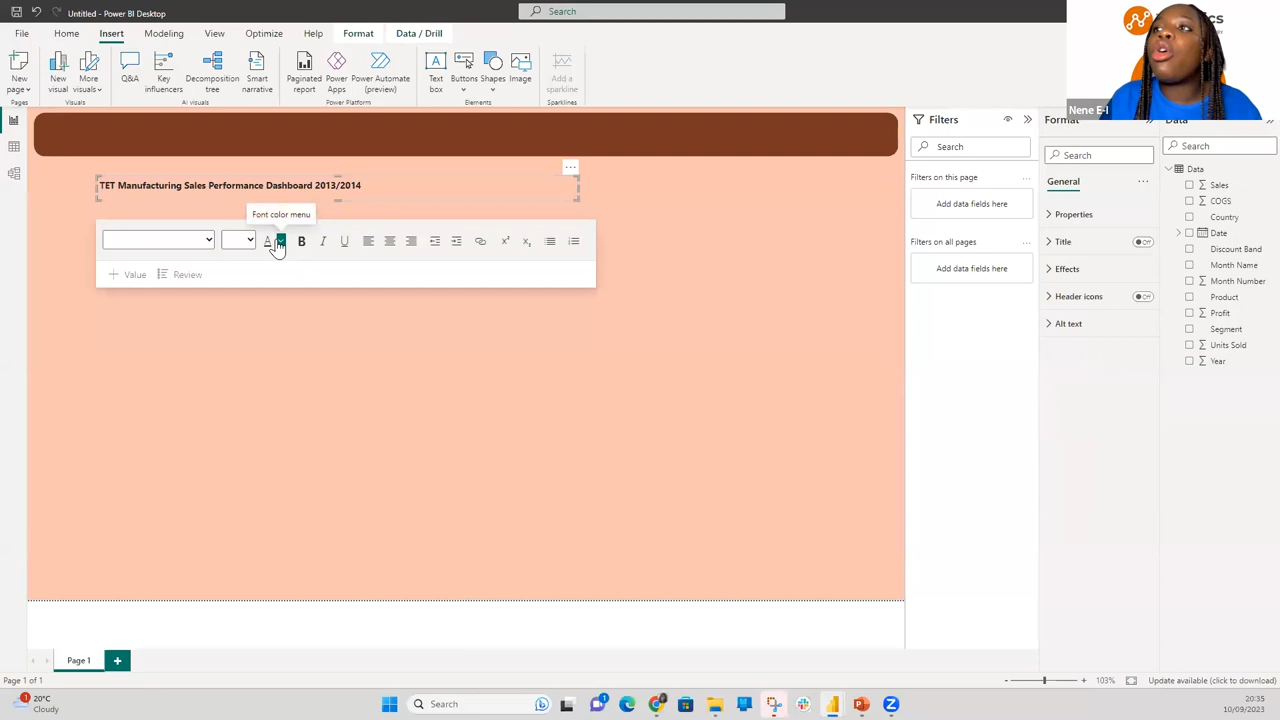 Untitled - Power BI Desktop
Search
File
Home
Insert
Modeling
View
Optimize
Help
Format
Data / Drill
New page
New visual
More visuals
Q&A
Key influencers
Decomposition tree
Smart narrative
Paginated report
Power Apps
Power Automate (preview)
Text box
Buttons
Shapes
Image
Add a sparkline
Pages
Visuals
AI visuals
Power Platform
Elements
Sparklines
Nene E-I
TET Manufacturing Sales Performance Dashboard 2013/2014
Font color menu
Value
Review
Filters
Search
Filters on this page
Add data fields here
Filters on all pages
Add data fields here
Format
Search
General
Properties
Title
Off
Effects
Header icons
Off
Alt text
Data
Search
Data
Sales
COGS
Country
Date
Discount Band
Month Name
Month Number
Product
Profit
Segment
Units Sold
Year
Page 1
Page 1 of 1
103%
Update available (click to download)
1
20°C
Cloudy
Search
1
20:35
10/09/2023